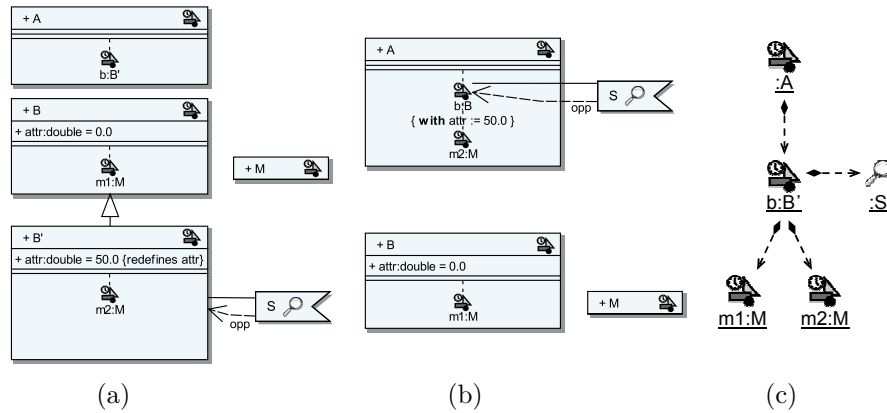 + A
b:B'
+ B
+ attr:double = 0.0
m1:M
+ M
+ B'
+ attr:double = 50.0 {redefines attr}
m2:M
S
opp
(a)
+ A
b:B
{ with attr := 50.0 }
m2:M
S
opp
+ B
+ attr:double = 0.0
m1:M
+ M
(b)
:A
b:B'
:S
m1:M
m2:M
(c)